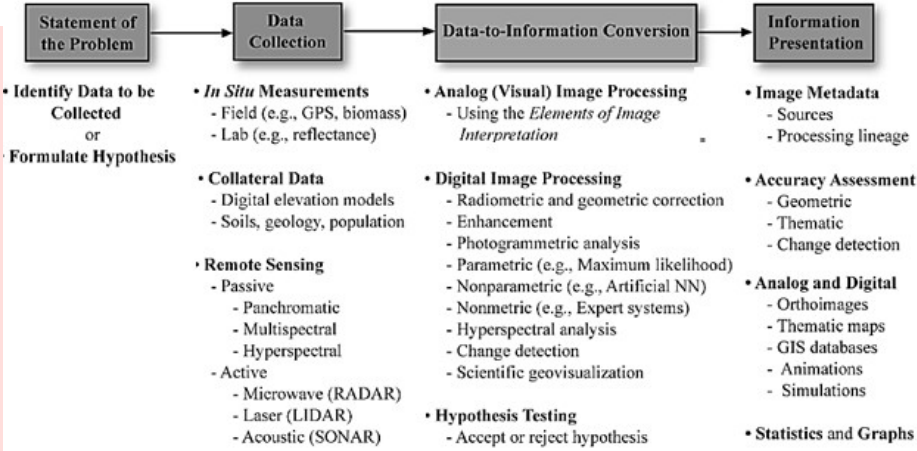 Statement of
the Problem
Data
Collection
Data-to-Information Conversion
Information
Presentation
• Identify Data to be
Collected
or
• Formulate Hypothesis
• In Situ Measurements
- Field (e.g., GPS, biomass)
- Lab (e.g., reflectance)
• Collateral Data
- Digital elevation models
- Soils, geology, population
• Remote Sensing
- Passive
- Panchromatic
- Multispectral
- Hyperspectral
- Active
- Microwave (RADAR)
- Laser (LIDAR)
- Acoustic (SONAR)
• Analog (Visual) Image Processing
- Using the Elements of Image
Interpretation
• Digital Image Processing
- Radiometric and geometric correction
- Enhancement
- Photogrammetric analysis
- Parametric (e.g., Maximum likelihood)
- Nonparametric (e.g., Artificial NN)
- Nonmetric (e.g., Expert systems)
- Hyperspectral analysis
- Change detection
- Scientific geovisualization
• Hypothesis Testing
- Accept or reject hypothesis
• Image Metadata
- Sources
- Processing lineage
• Accuracy Assessment
- Geometric
- Thematic
- Change detection
• Analog and Digital
- Orthoimages
- Thematic maps
- GIS databases
- Animations
- Simulations
• Statistics and Graphs